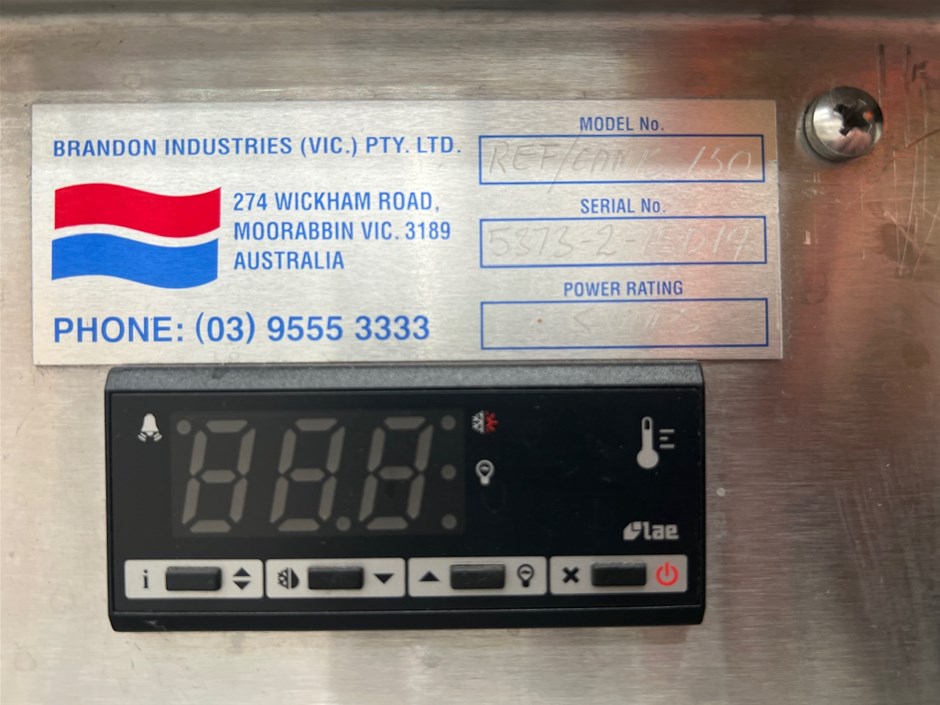 BRANDON INDUSTRIES (VIC.) PTY. LTD.
274 WICKHAM ROAD,
MOORABBIN VIC. 3189
AUSTRALIA
PHONE: (03) 9555 3333
MODEL No.
150
SERIAL No.
POWER RATING
lae
i